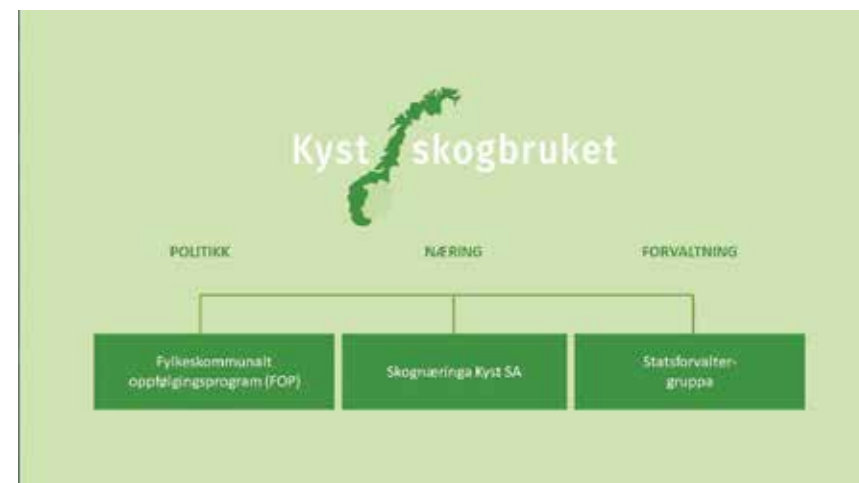 Kyst skogbruket
POLITIKK NÆRING FORVALTNING
Fylkeskommunalt
oppfølgingsprogram (FOP)
Skognæringa Kyst SA
Statsforvalter-
gruppa